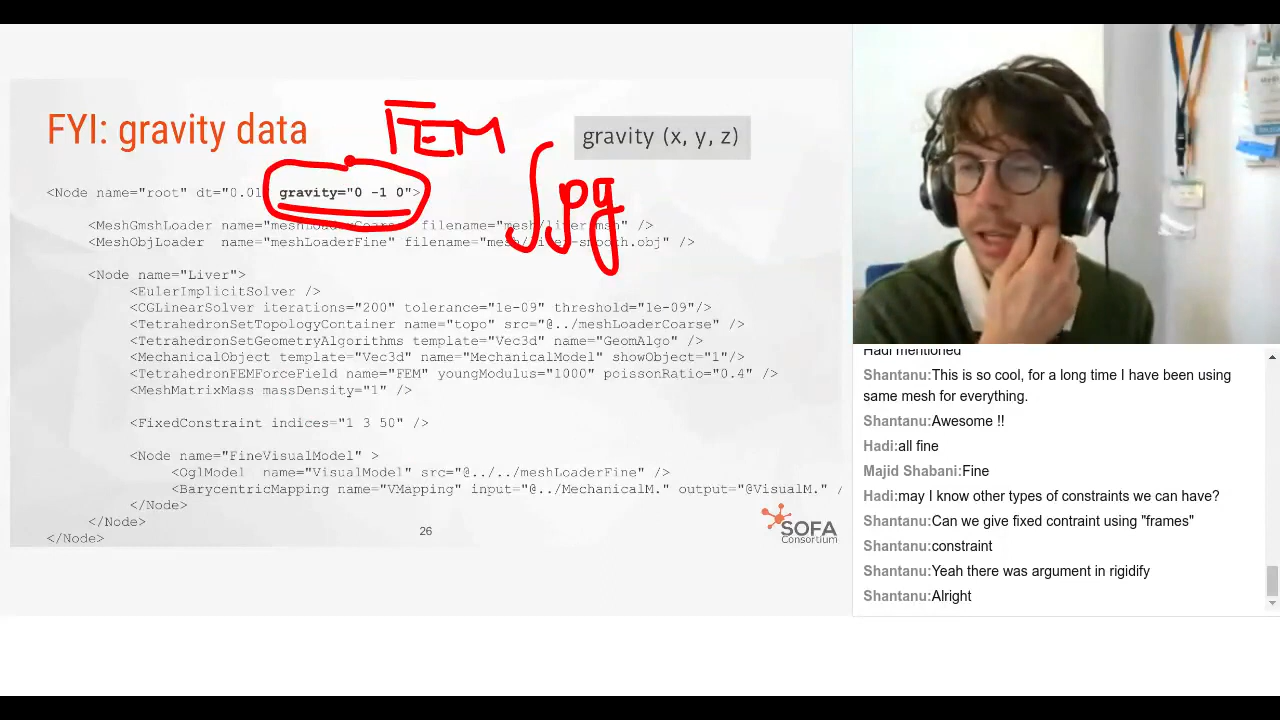 FYI: gravity data
FEM
gravity (x, y, z)
∫ρg
<Node name="root" dt="0.01" gravity="0 -1 0">
<MeshGmshLoader name="meshLoaderCoarse" filename="mesh/liver.msh" />
<MeshObjLoader name="meshLoaderFine" filename="mesh/liver-smooth.obj" />
<Node name="Liver">
<EulerImplicitSolver />
<CGLinearSolver iterations="200" tolerance="1e-09" threshold="1e-09"/>
<TetrahedronSetTopologyContainer name="topo" src="@../meshLoaderCoarse" />
<TetrahedronSetGeometryAlgorithms template="Vec3d" name="GeomAlgo" />
<MechanicalObject template="Vec3d" name="MechanicalModel" showObject="1"/>
<TetrahedronFEMForceField name="FEM" youngModulus="1000" poissonRatio="0.4" />
<MeshMatrixMass massDensity="1" />
<FixedConstraint indices="1 3 50" />
<Node name="FineVisualModel" >
<OglModel name="VisualModel" src="@../../meshLoaderFine" />
<BarycentricMapping name="VMapping" input="@../MechanicalM." output="@VisualM." /
</Node>
</Node>
</Node>
26
SOFA
Consortium
Hadi mentioned
Shantanu:This is so cool, for a long time I have been using
same mesh for everything.
Shantanu:Awesome !!
Hadi:all fine
Majid Shabani:Fine
Hadi:may I know other types of constraints we can have?
Shantanu:Can we give fixed contraint using "frames"
Shantanu:constraint
Shantanu:Yeah there was argument in rigidify
Shantanu:Alright